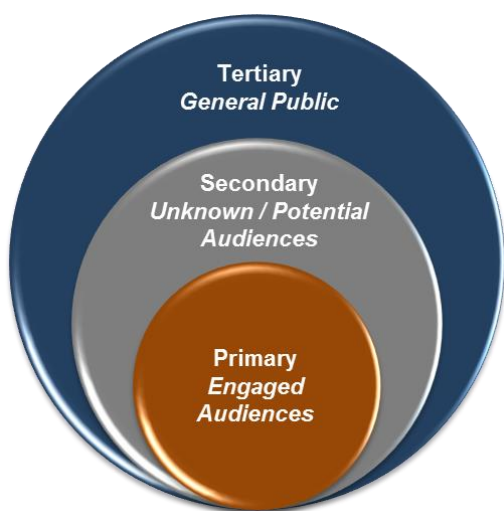 Tertiary
General Public
Secondary
Unknown / Potential
Audiences
Primary
Engaged
Audiences